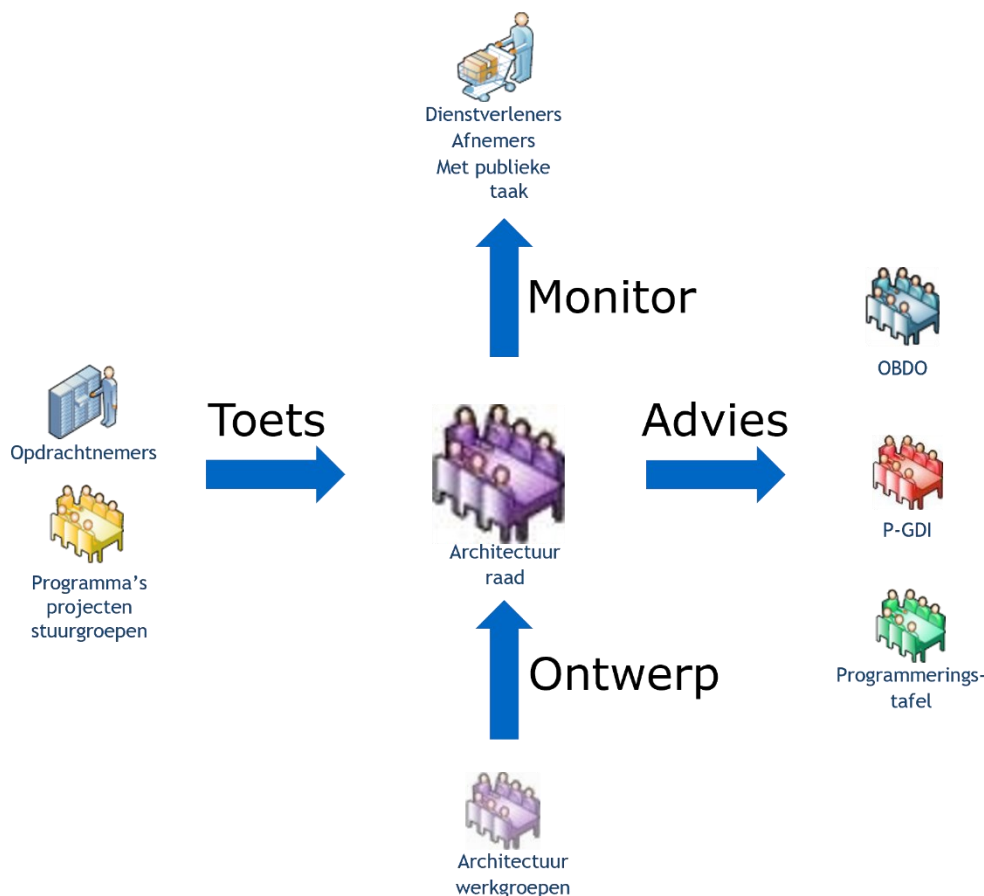 Dienstverleners
Afnemers
Met publieke
taak
Monitor
OBDO
Toets
Advies
Opdrachtnemers
P-GDI
Architectuur
raad
Programma’s
projecten
stuurgroepen
Ontwerp
Programmerings-
tafel
Architectuur
werkgroepen